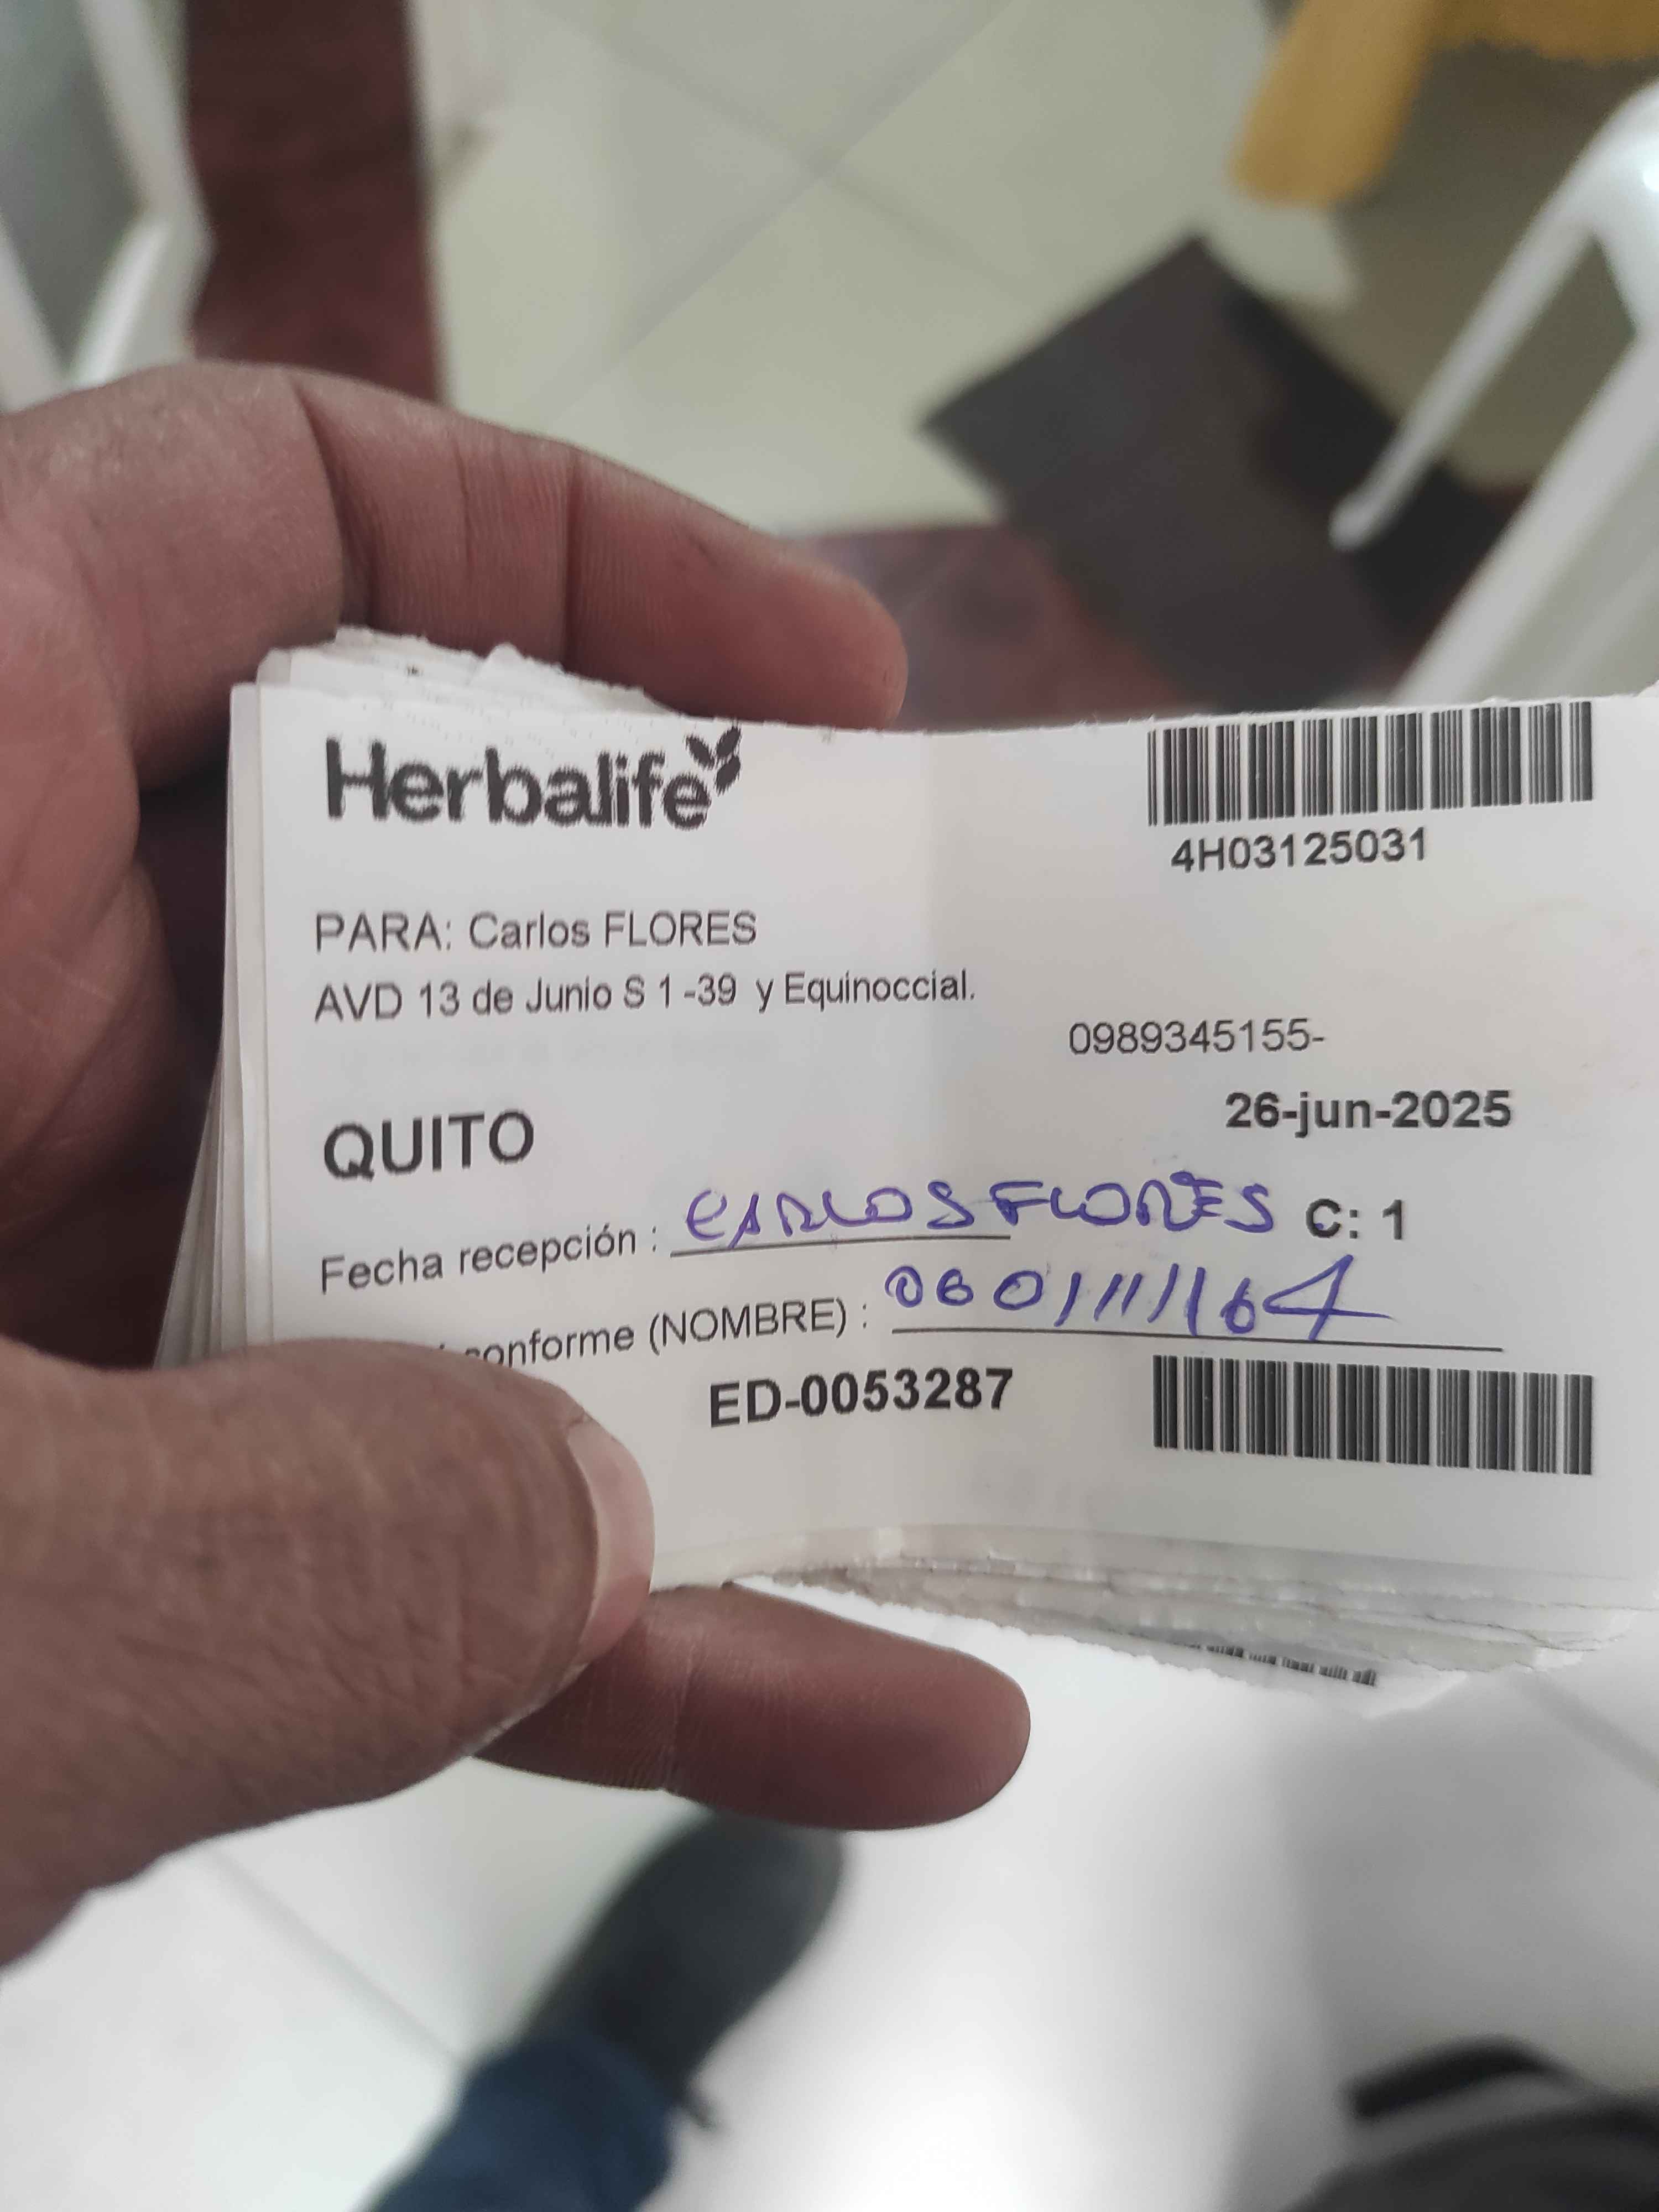 Herbalife
4H03125031
PARA: Carlos FLORES
AVD 13 de Junio S 1 -39 y Equinoccial.
0989345155-
26-jun-2025
QUITO
Fecha recepción : CARLOS FLORES C: 1
conforme (NOMBRE) :
ED-0053287